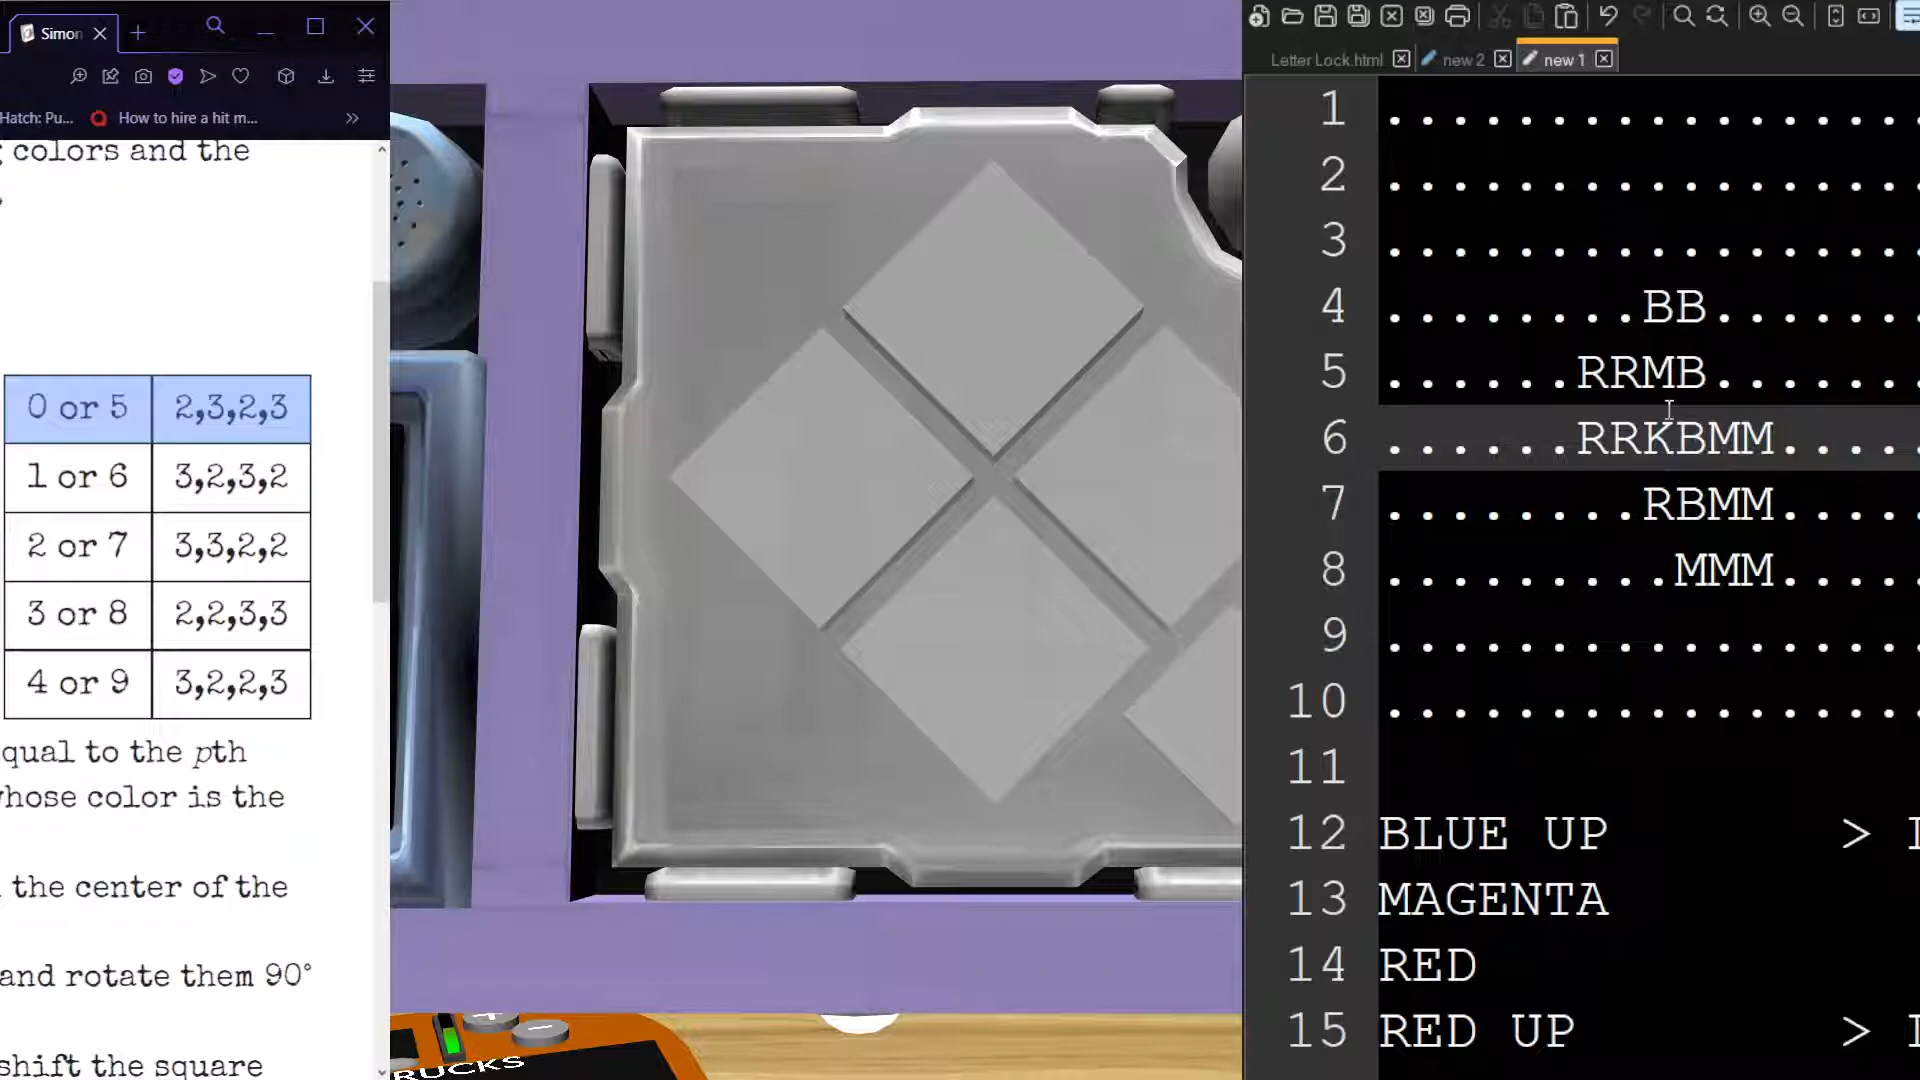 Simon
Hatch: Pu...
How to hire a hit m...
colors and the
0 or 5
2,3,2,3
1 or 6
3,2,3,2
2 or 7
3,3,2,2
3 or 8
2,2,3,3
4 or 9
3,2,2,3
qual to the pth
whose color is the
the center of the
and rotate them 90°
shift the square
RUCKS
Letter Lock.html
new 2
new 1
1 ................
2 ................
3 ................
4 ........BB......
5 ......RRMB......
6 ......RRKBMM....
7 ........RBMM....
8 .........MMM....
9 ................
10 ................
11
12 BLUE UP >
13 MAGENTA
14 RED
15 RED UP >